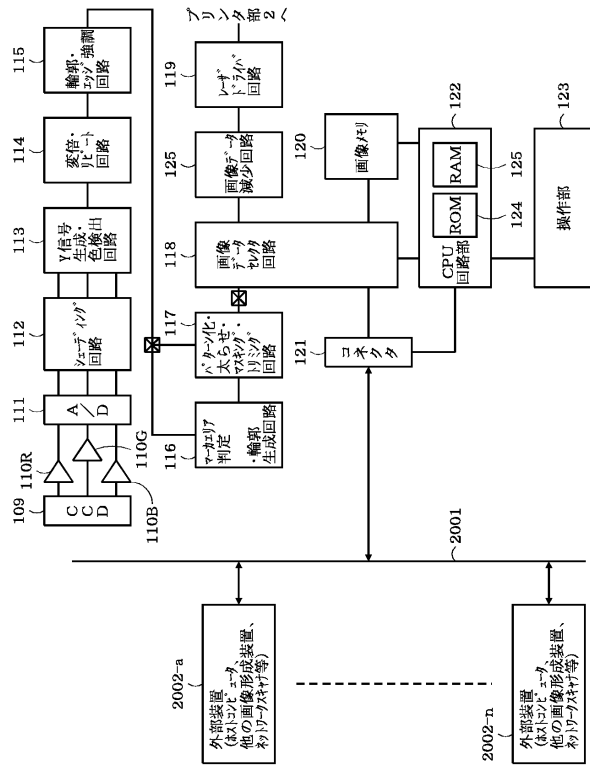 109
CCD
110R
110G
110B
111
A/D
112
シェーディング
回路
113
Y信号
生成・
色検出
回路
114
変倍・
リピート
回路
115
輪郭・
エッジ強調
回路
116
マーカエリア
判定
・輪郭
生成回路
117
パターン化・
太らせ・
マスキング・
トリミング
回路
118
画像
データ
セレクタ
回路
125
画像データ
減少回路
119
レーザ
ドライバ
回路
プリンタ部2へ
120
画像メモリ
121
コネクタ
122
CPU
回路部
ROM
124
RAM
125
123
操作部
2001
2002-a
外部装置
(ホストコンピュータ、
他の画像形成装置、
ネットワークスキャナ等)
2002-n
外部装置
(ホストコンピュータ、
他の画像形成装置、
ネットワークスキャナ等)